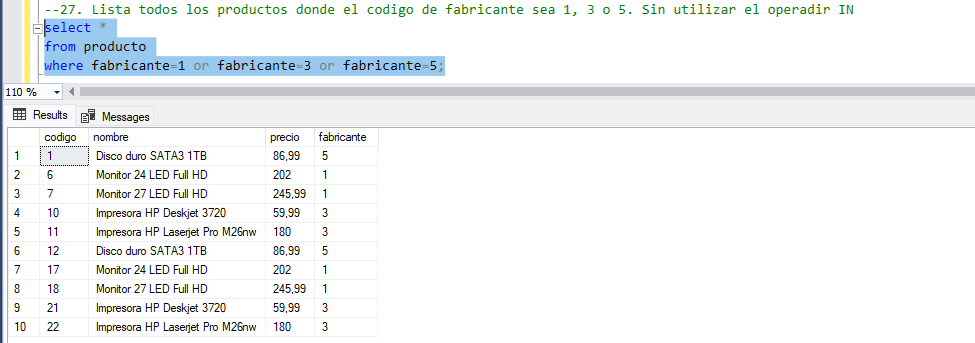 --27. Lista todos los productos donde el codigo de fabricante sea 1, 3 o 5. Sin utilizar el operadir IN
select *
from producto
where fabricante=1 or fabricante=3 or fabricante=5;
110 %
Results Messages
codigo nombre precio fabricante
1 1 Disco duro SATA3 1TB 86,99 5
2 6 Monitor 24 LED Full HD 202 1
3 7 Monitor 27 LED Full HD 245,99 1
4 10 Impresora HP Deskjet 3720 59,99 3
5 11 Impresora HP Laserjet Pro M26nw 180 3
6 12 Disco duro SATA3 1TB 86,99 5
7 17 Monitor 24 LED Full HD 202 1
8 18 Monitor 27 LED Full HD 245,99 1
9 21 Impresora HP Deskjet 3720 59,99 3
10 22 Impresora HP Laserjet Pro M26nw 180 3